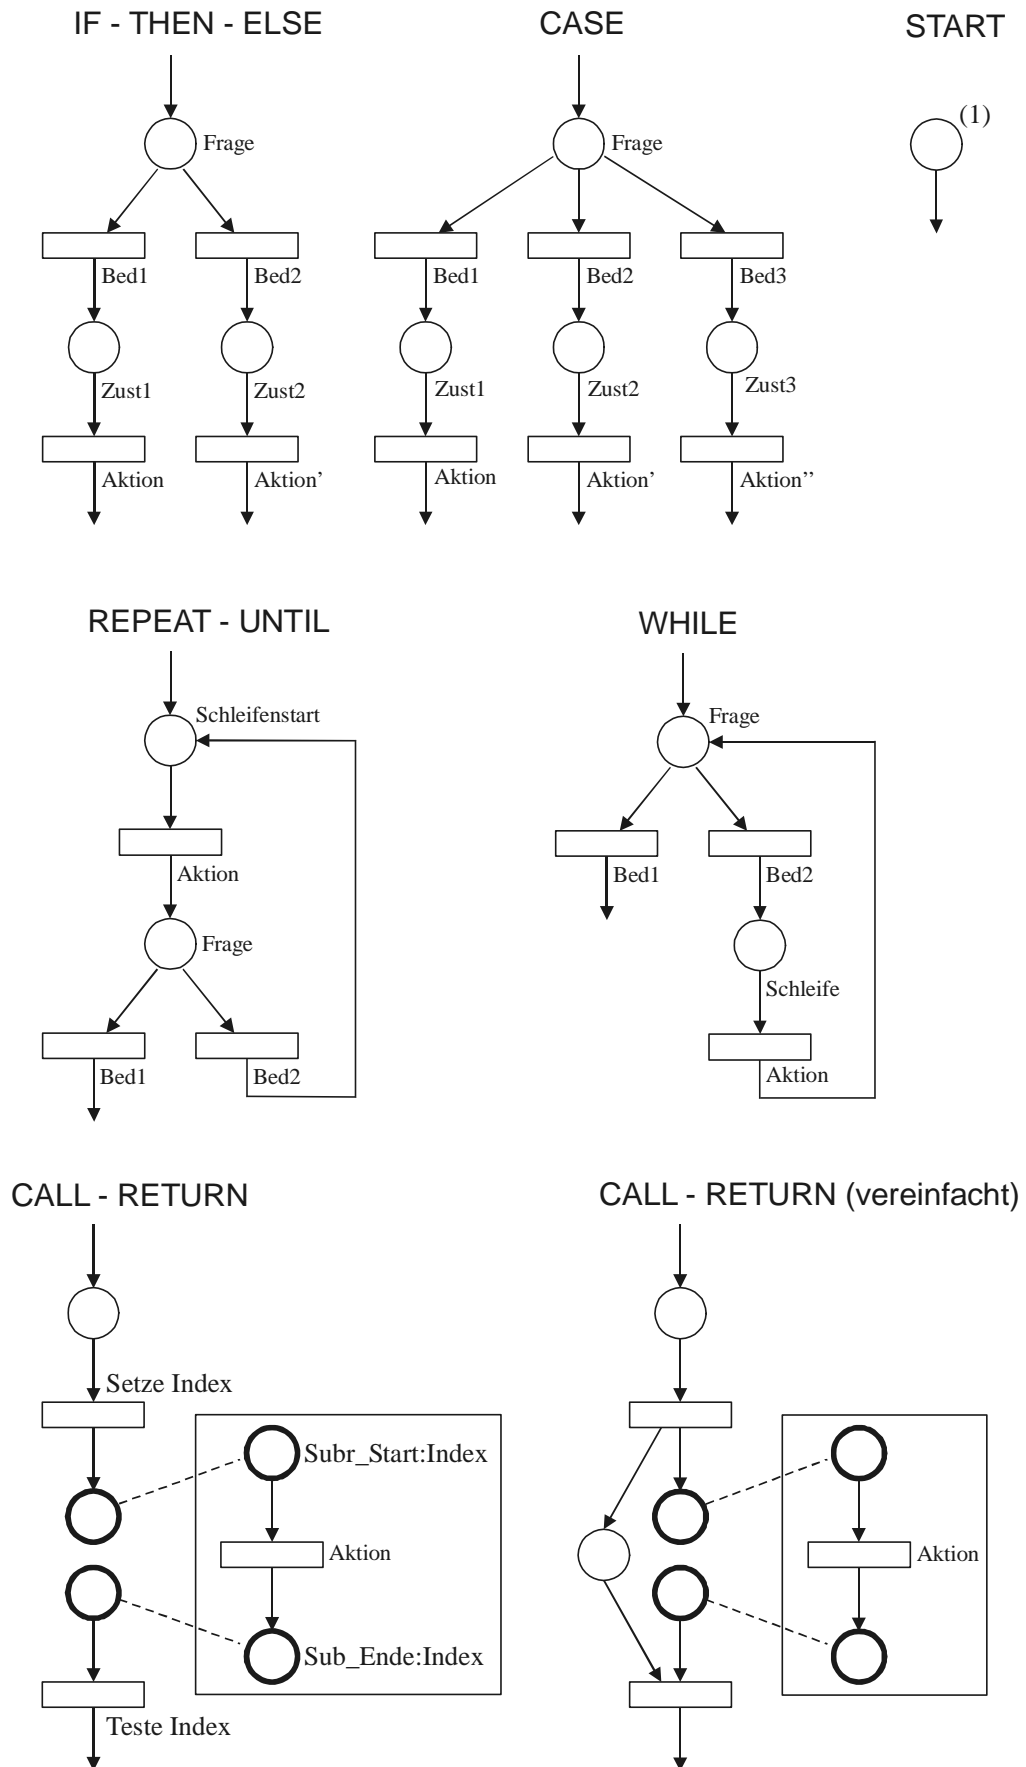 IF - THEN - ELSE
CASE
START
(1)
Frage
Frage
Bed1
Bed2
Bed1
Bed2
Bed3
Zust1
Zust2
Zust1
Zust2
Zust3
Aktion
Aktion’
Aktion
Aktion’
Aktion’’
REPEAT - UNTIL
WHILE
Schleifenstart
Frage
Aktion
Bed1
Bed2
Frage
Schleife
Bed1
Bed2
Aktion
CALL - RETURN
CALL - RETURN (vereinfacht)
Setze Index
Subr_Start:Index
Aktion
Aktion
Sub_Ende:Index
Teste Index